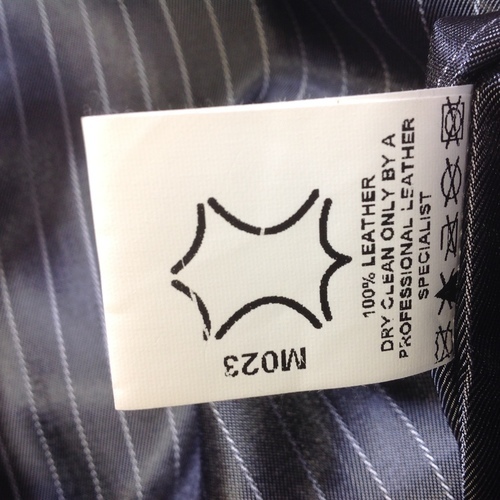 100% LEATHER
DRY CLEAN ONLY BY A
PROFESSIONAL LEATHER
SPECIALIST
M023